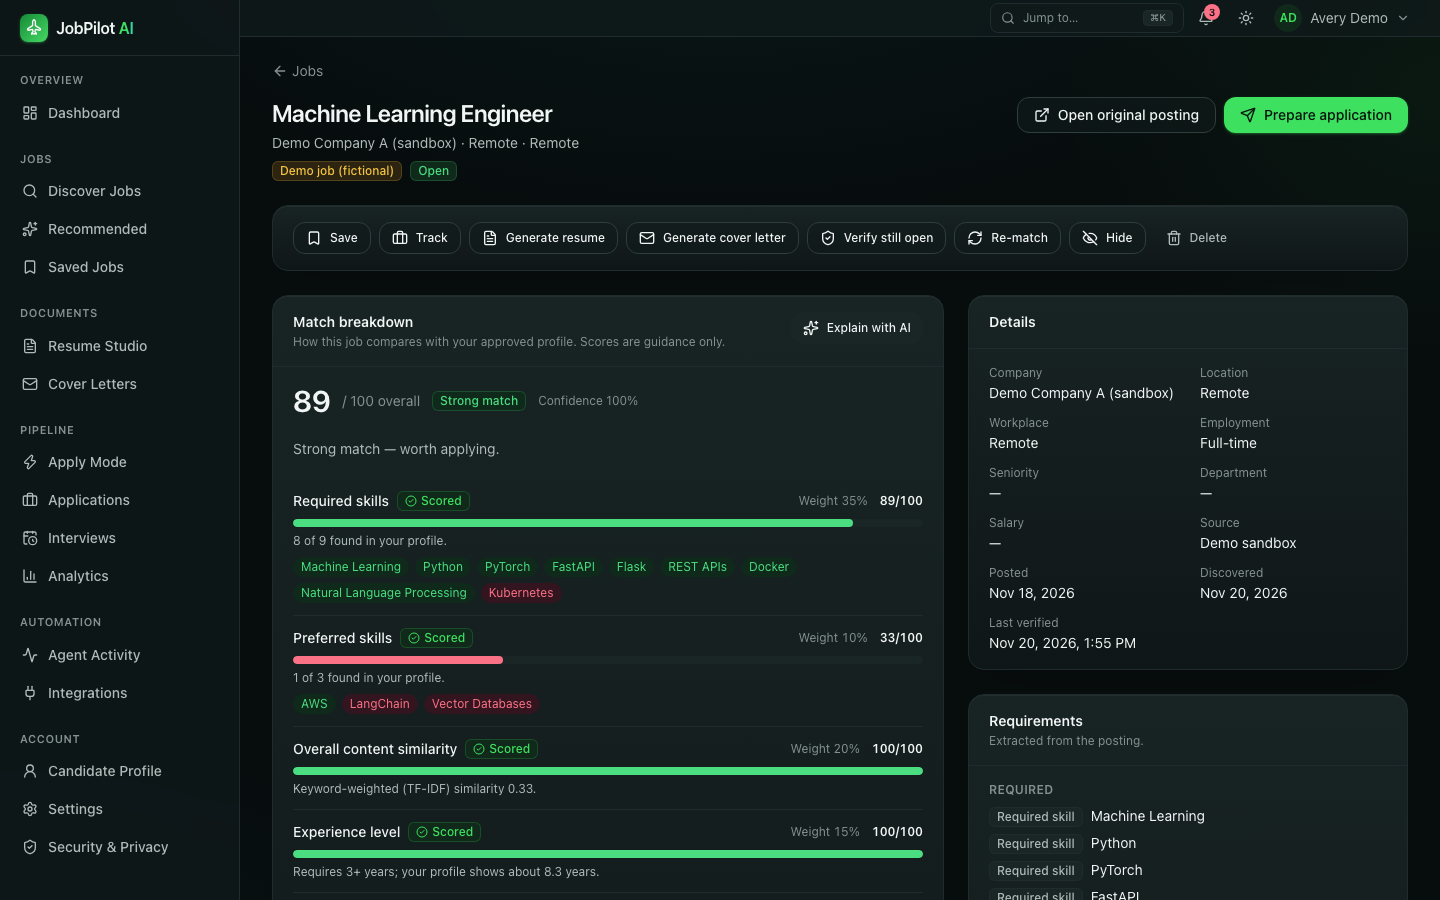 JobPilot AI
OVERVIEW
Dashboard
JOBS
Discover Jobs
Recommended
Saved Jobs
DOCUMENTS
Resume Studio
Cover Letters
PIPELINE
Apply Mode
Applications
Interviews
Analytics
AUTOMATION
Agent Activity
Integrations
ACCOUNT
Candidate Profile
Settings
Security & Privacy
Jump to... ⌘K
3
AD Avery Demo
Jobs
Machine Learning Engineer
Demo Company A (sandbox) · Remote · Remote
Demo job (fictional) Open
Open original posting Prepare application
Save Track Generate resume Generate cover letter Verify still open Re-match Hide Delete
Match breakdown
How this job compares with your approved profile. Scores are guidance only.
Explain with AI
89 / 100 overall Strong match Confidence 100%
Strong match — worth applying.
Required skills Scored Weight 35% 89/100
8 of 9 found in your profile.
Machine Learning Python PyTorch FastAPI Flask REST APIs Docker
Natural Language Processing Kubernetes
Preferred skills Scored Weight 10% 33/100
1 of 3 found in your profile.
AWS LangChain Vector Databases
Overall content similarity Scored Weight 20% 100/100
Keyword-weighted (TF-IDF) similarity 0.33.
Experience level Scored Weight 15% 100/100
Requires 3+ years; your profile shows about 8.3 years.
Details
Company Location
Demo Company A (sandbox) Remote
Workplace Employment
Remote Full-time
Seniority Department
— —
Salary Source
— Demo sandbox
Posted Discovered
Nov 18, 2026 Nov 20, 2026
Last verified
Nov 20, 2026, 1:55 PM
Requirements
Extracted from the posting.
REQUIRED
Required skill Machine Learning
Required skill Python
Required skill PyTorch
Required skill FastAPI